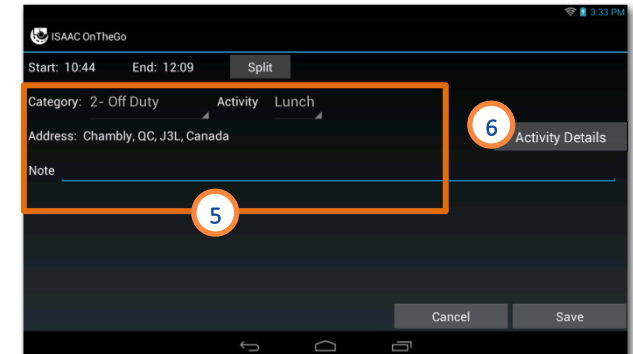 3:33 PM
ISAAC OnTheGo
Start: 10:44 End: 12:09 Split
Category: 2- Off Duty Activity Lunch
6
Address: Chambly, QC, J3L, Canada Activity Details
Note
5
Cancel Save